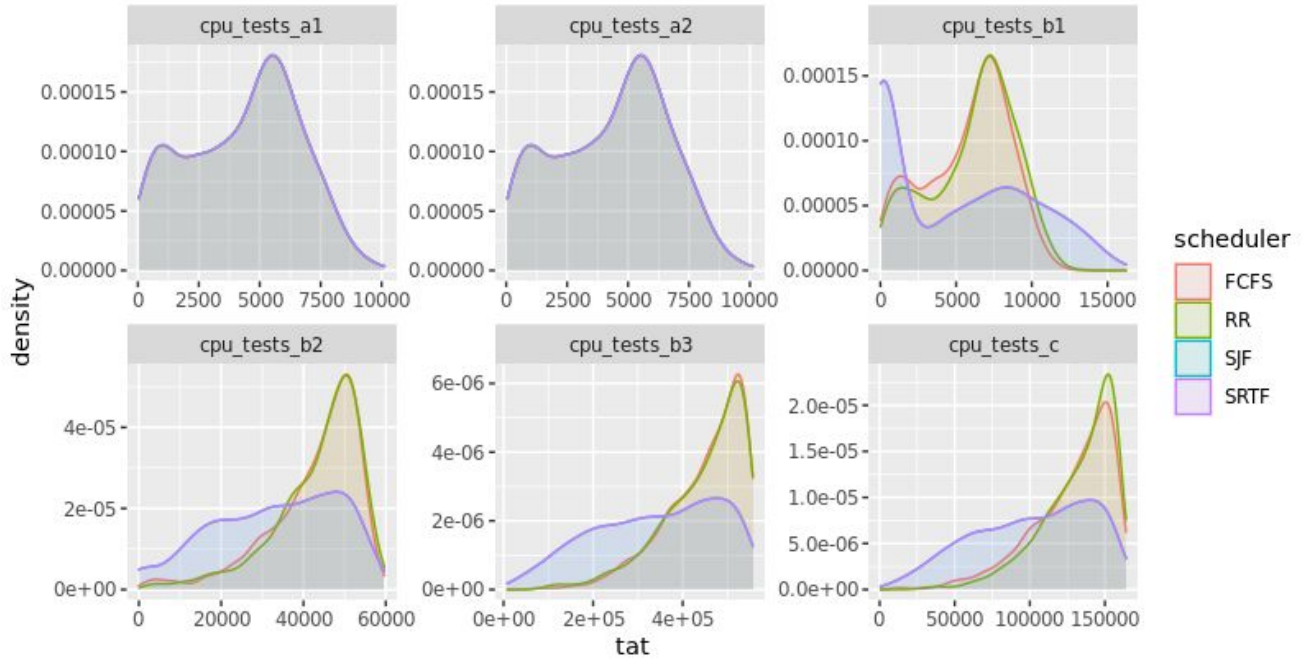 cpu_tests_a1 cpu_tests_a2 cpu_tests_b1
0.00015 0.00015 0.00015
0.00010 0.00010 0.00010
0.00005 0.00005 0.00005
0.00000 0.00000 0.00000
0 2500 5000 7500 10000 0 2500 5000 7500 10000 0 5000 10000 15000
density
cpu_tests_b2 cpu_tests_b3 cpu_tests_c
4e-05 6e-06 2.0e-05
2e-05 4e-06 1.5e-05
0e+00 2e-06 1.0e-05
0e+00 5.0e-06
0.0e+00
0 20000 40000 60000 0e+00 2e+05 4e+05 0 50000 100000 150000
tat
scheduler
FCFS
RR
SJF
SRTF